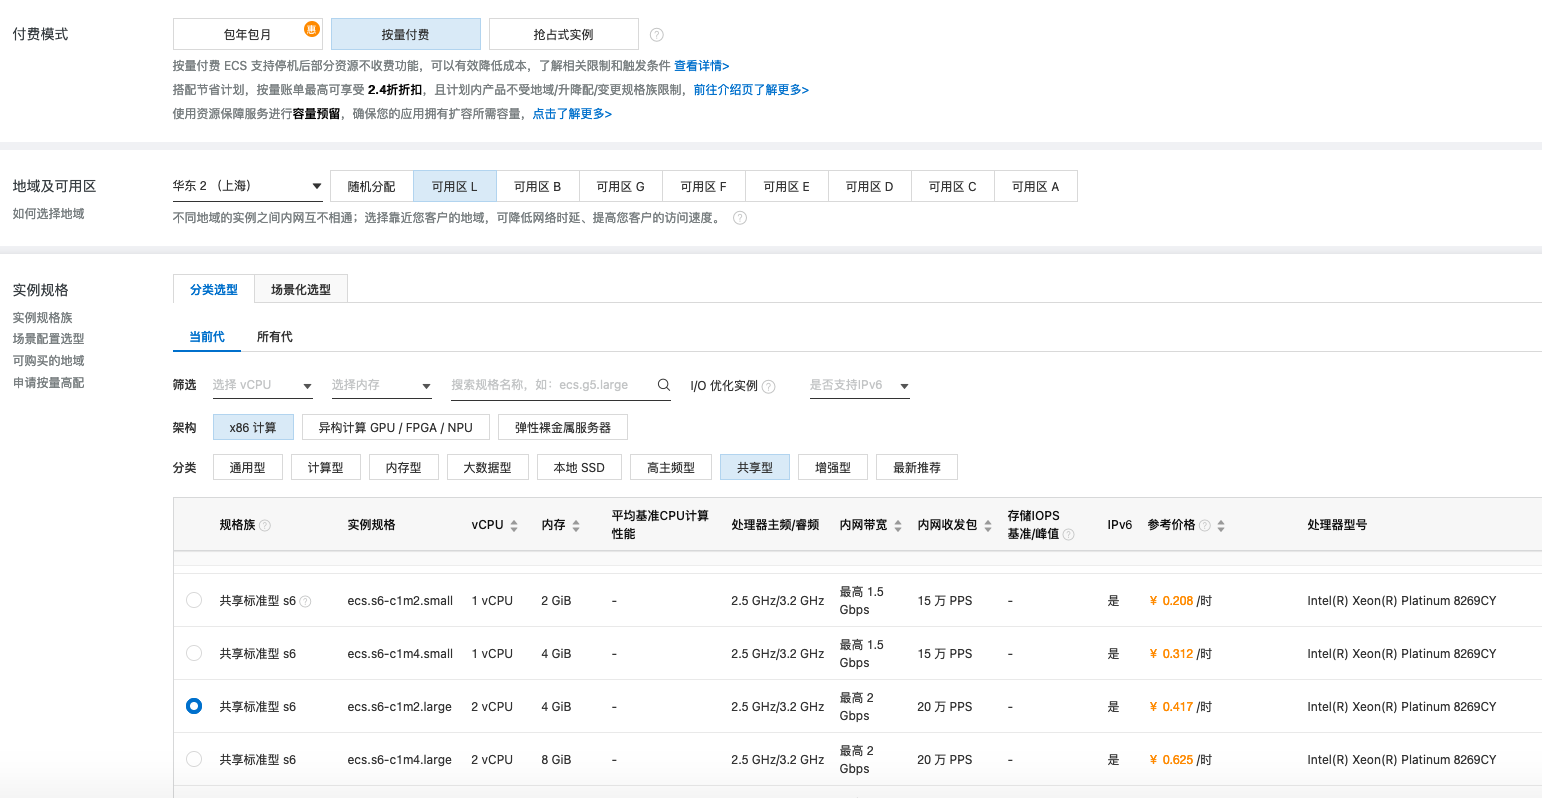 付费模式
包年包月
惠
按量付费
抢占式实例
按量付费 ECS 支持停机后部分资源不收费功能，可以有效降低成本，了解相关限制和触发条件 查看详情>
搭配节省计划，按量账单最高可享受 2.4折折扣，且计划内产品不受地域/升降配/变更规格族限制，前往介绍页了解更多>
使用资源保障服务进行容量预留，确保您的应用拥有扩容所需容量，点击了解更多>
地域及可用区
如何选择地域
华东 2 （上海） 随机分配 可用区 L 可用区 B 可用区 G 可用区 F 可用区 E 可用区 D 可用区 C 可用区 A
不同地域的实例之间内网互不相通；选择靠近您客户的地域，可降低网络时延、提高您客户的访问速度。
实例规格
实例规格族
场景配置选型
可购买的地域
申请按量高配
分类选型 场景化选型
当前代 所有代
筛选 选择 vCPU 选择内存 搜索规格名称，如：ecs.g5.large I/O 优化实例 是否支持IPv6
架构 x86 计算 异构计算 GPU / FPGA / NPU 弹性裸金属服务器
分类 通用型 计算型 内存型 大数据型 本地 SSD 高主频型 共享型 增强型 最新推荐
规格族 实例规格 vCPU 内存 平均基准CPU计算性能 处理器主频/睿频 内网带宽 内网收发包 存储IOPS 基准/峰值 IPv6 参考价格 处理器型号
共享标准型 s6 ecs.s6-c1m2.small 1 vCPU 2 GiB - 2.5 GHz/3.2 GHz 最高 1.5 Gbps 15 万 PPS - 是 ¥ 0.208 /时 Intel(R) Xeon(R) Platinum 8269CY
共享标准型 s6 ecs.s6-c1m4.small 1 vCPU 4 GiB - 2.5 GHz/3.2 GHz 最高 1.5 Gbps 15 万 PPS - 是 ¥ 0.312 /时 Intel(R) Xeon(R) Platinum 8269CY
共享标准型 s6 ecs.s6-c1m2.large 2 vCPU 4 GiB - 2.5 GHz/3.2 GHz 最高 2 Gbps 20 万 PPS - 是 ¥ 0.417 /时 Intel(R) Xeon(R) Platinum 8269CY
共享标准型 s6 ecs.s6-c1m4.large 2 vCPU 8 GiB - 2.5 GHz/3.2 GHz 最高 2 Gbps 20 万 PPS - 是 ¥ 0.625 /时 Intel(R) Xeon(R) Platinum 8269CY